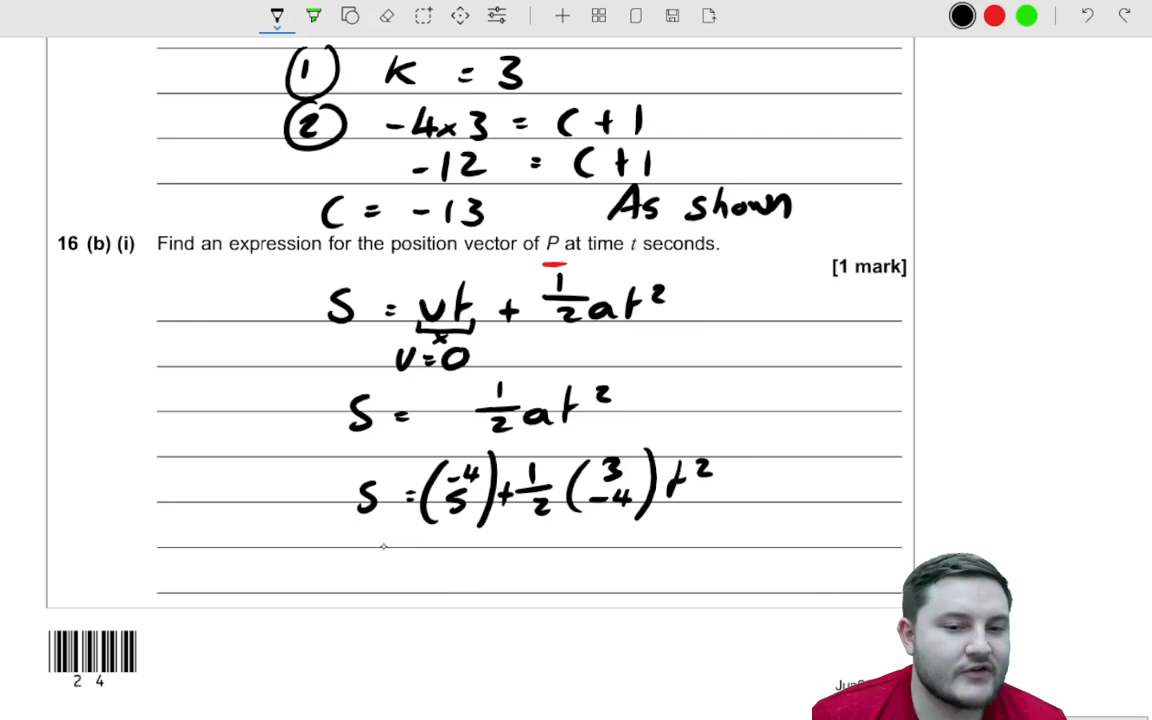 ① K = 3
② -4×3 = C + 1
-12 = C + 1
C = -13 As shown
16 (b) (i) Find an expression for the position vector of P at time t seconds.
[1 mark]
S = ut + 1/2 at²
u = 0
S = 1/2 at²
S = (-4 5) + 1/2 (3 -4) t²
2 4